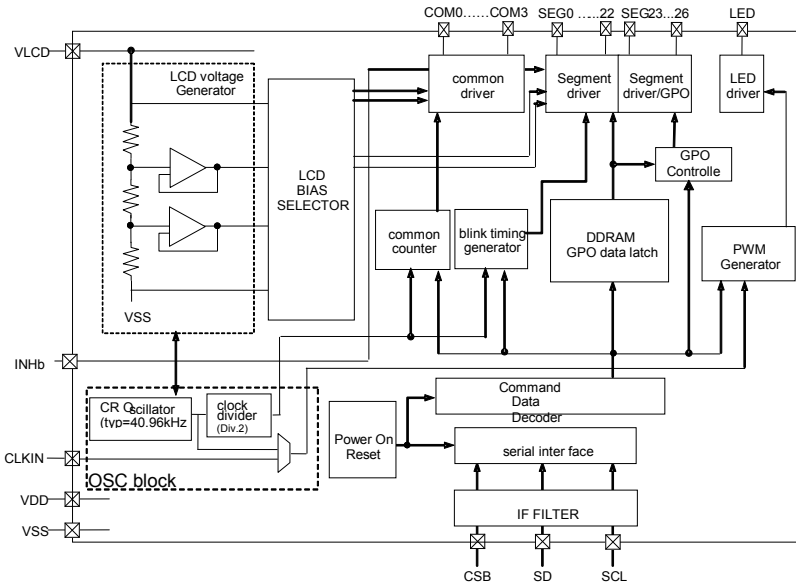 COM0……COM3 SEG0 …..22 SEG23…26 LED
VLCD
LCD voltage
Generator
common
driver
Segment
driver
Segment
driver/GPO
LED
driver
LCD
BIAS
SELECTOR
GPO
Controlle
common
counter
blink timing
generator
DDRAM
GPO data latch
PWM
Generator
VSS
INHb
CR O scillator
(typ=40.96kHz
clock
divider
(Div.2)
Command
Data
Decoder
Power On
Reset
serial inter face
CLKIN
OSC block
VDD
IF FILTER
VSS
CSB SD SCL